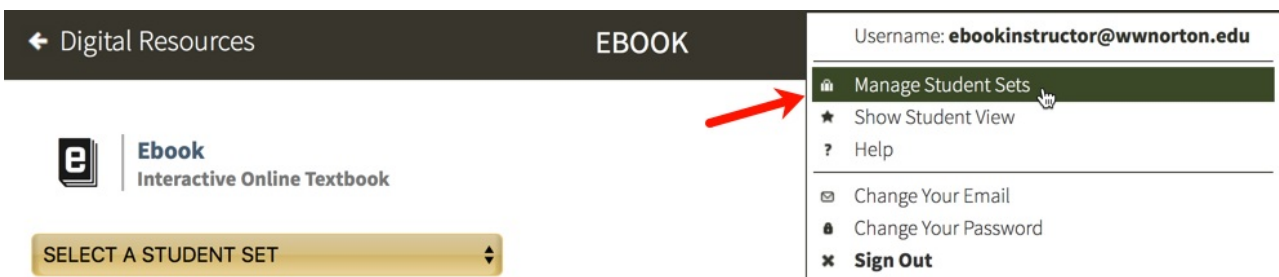 Digital Resources
EBOOK
Ebook
Interactive Online Textbook
SELECT A STUDENT SET
Username: ebookinstructor@wwnorton.edu
Manage Student Sets
Show Student View
? Help
Change Your Email
Change Your Password
Sign Out